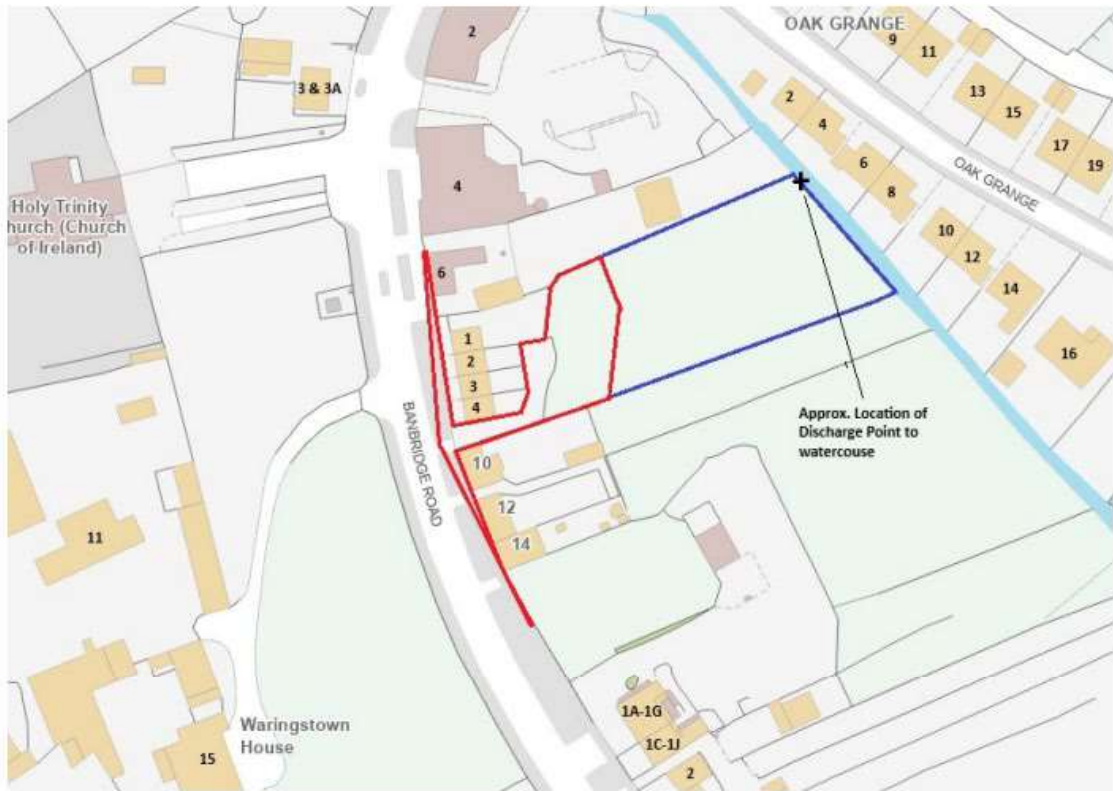 OAK GRANGE
2
9
11
3 & 3A
13
15
2
4
17
19
4
6
8
OAK GRANGE
Holy Trinity
hurch (Church
of Ireland)
10
12
6
14
1
2
3
4
16
Approx. Location of
Discharge Point to
watercouse
BANBRIDGE ROAD
10
12
11
14
1A-1G
Waringstown
House
1C-1J
15
2